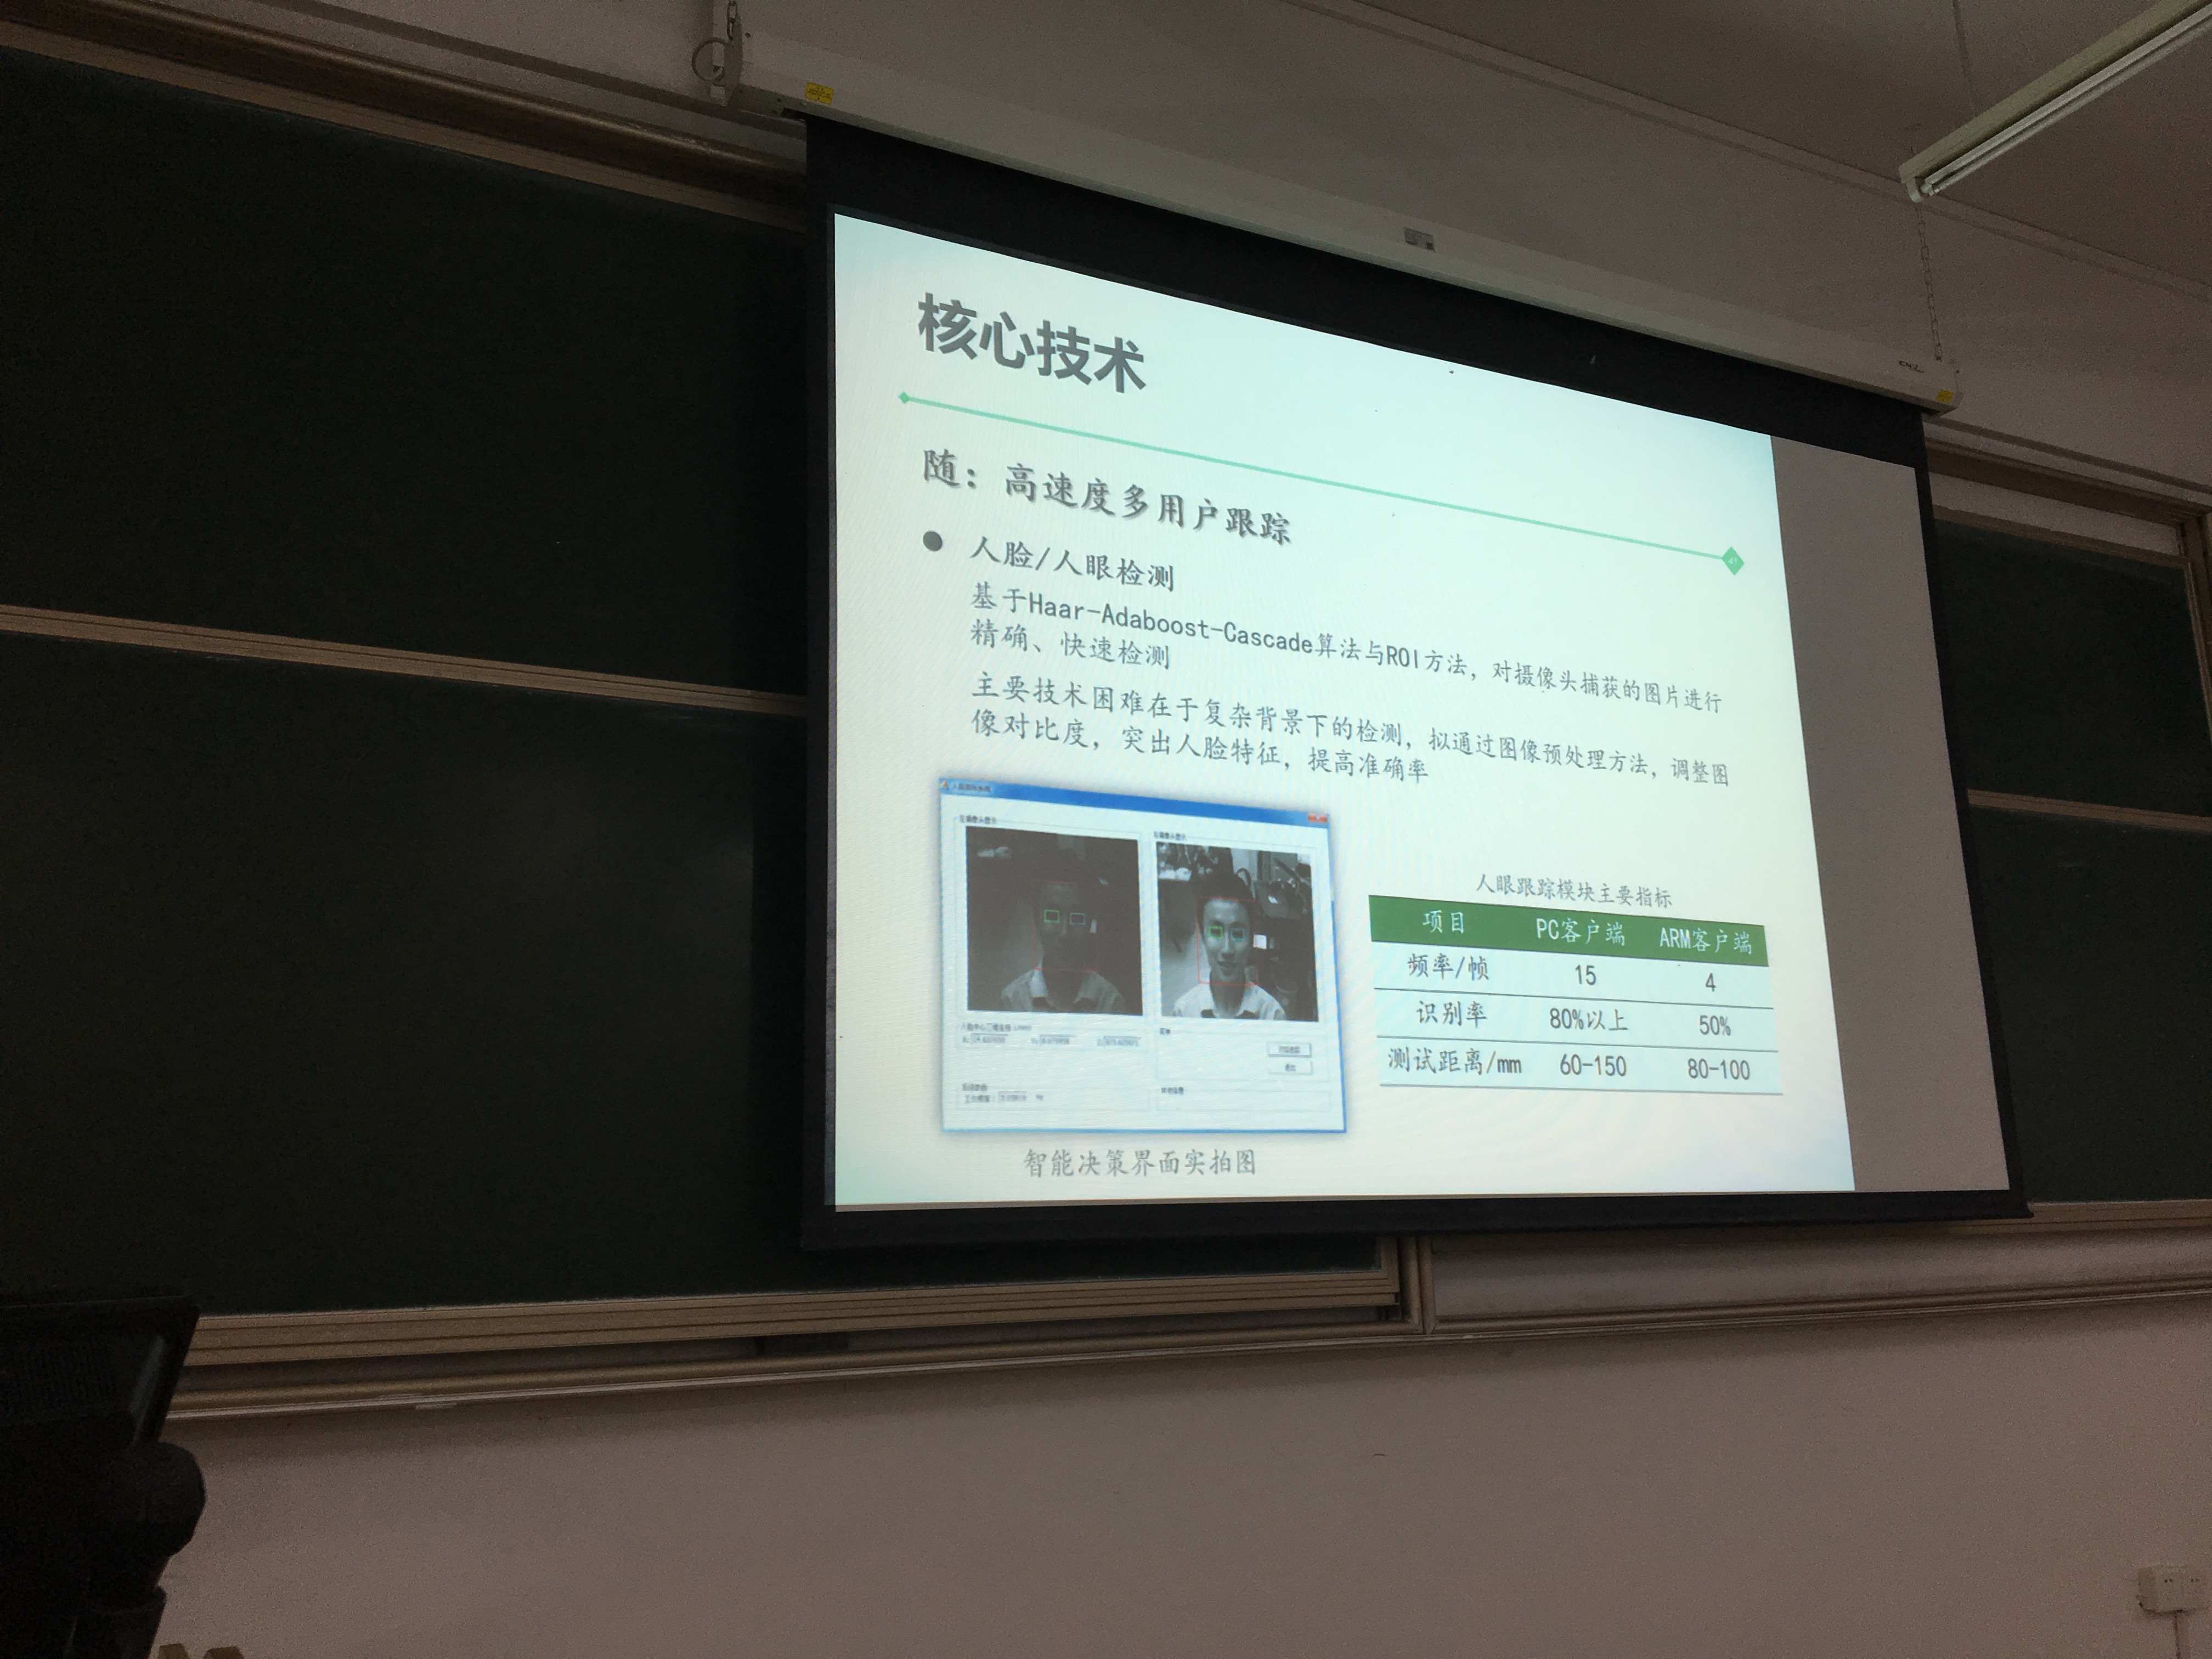 核心技术
41
随：高速度多用户跟踪
人脸/人眼检测
基于Haar-Adaboost-Cascade算法与ROI方法，对摄像头捕获的图片进行
精确、快速检测
主要技术困难在于复杂背景下的检测，拟通过图像预处理方法，调整图
像对比度，突出人脸特征，提高准确率
人眼跟踪模块主要指标
项目 PC客户端 ARM客户端
频率/帧 15 4
识别率 80%以上 50%
测试距离/mm 60-150 80-100
智能决策界面实拍图